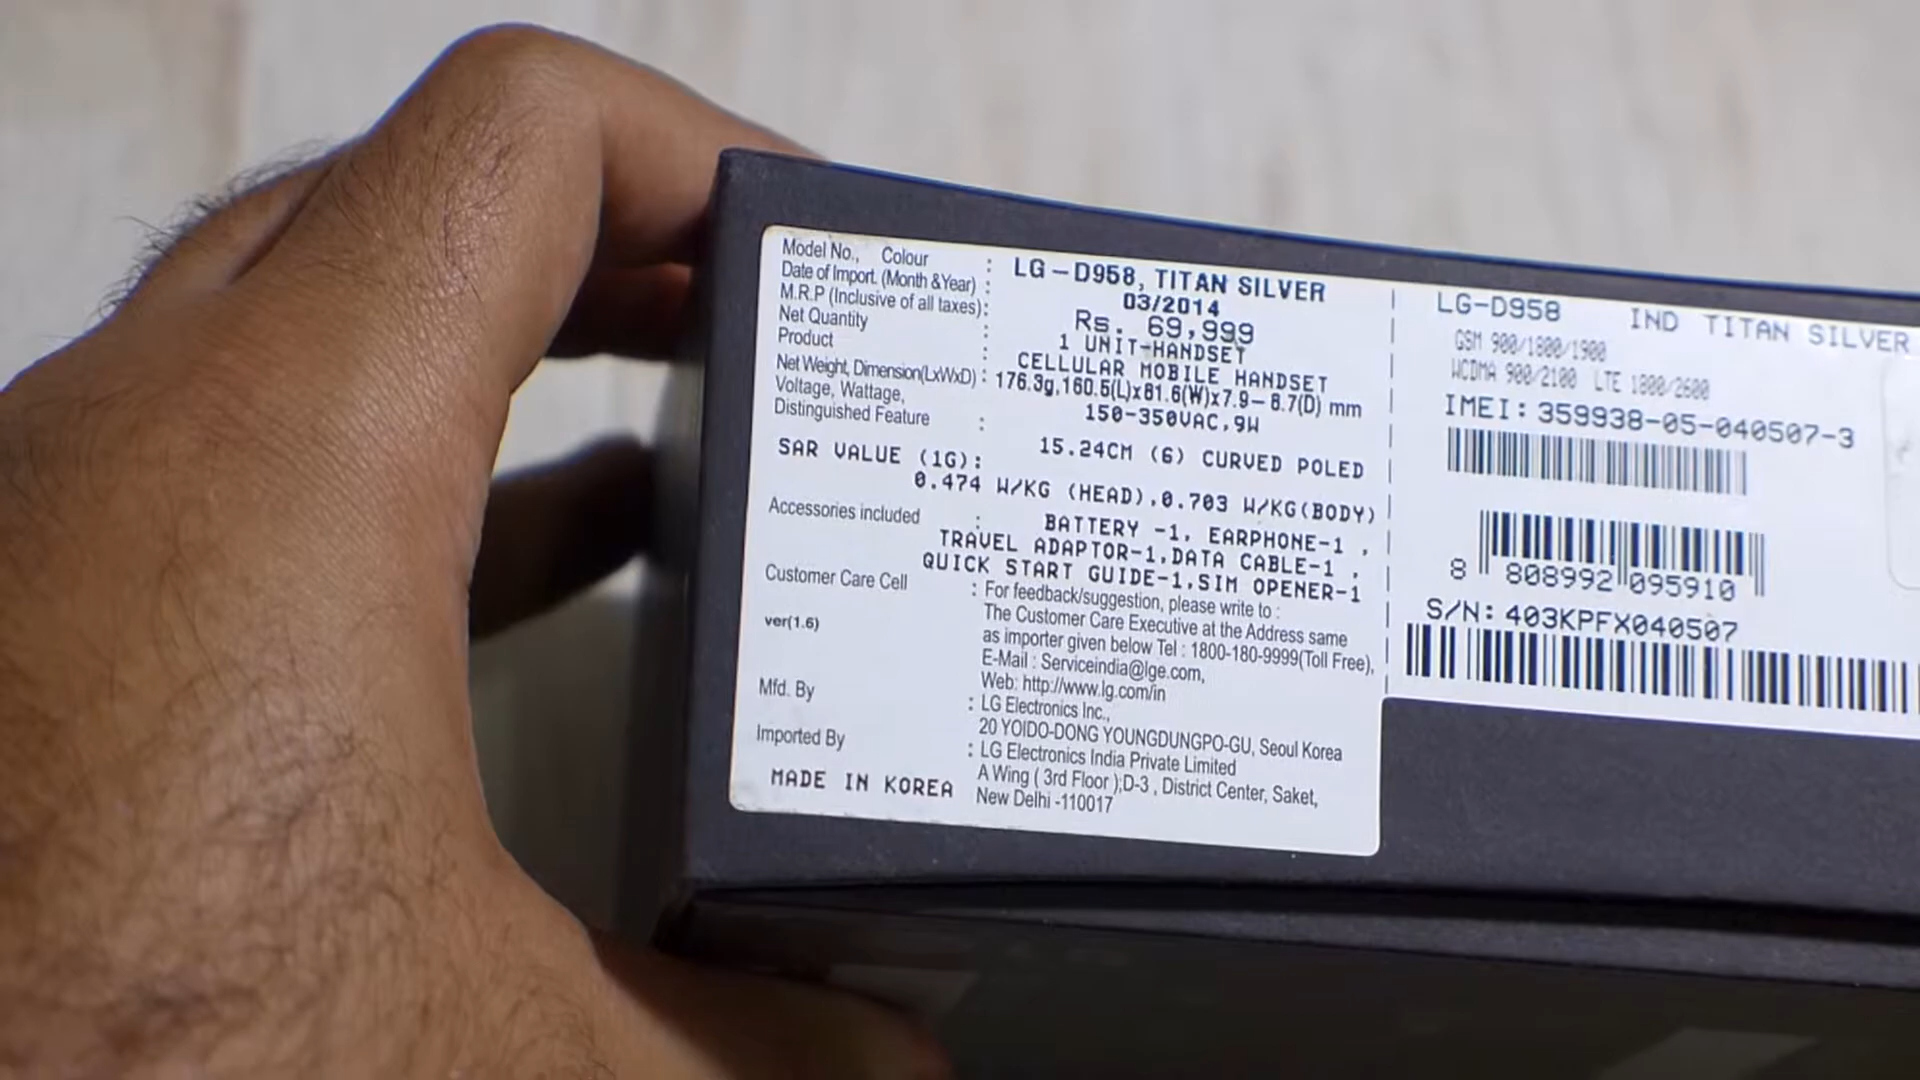 Model No., Colour : LG-D958, TITAN SILVER
Date of Import. (Month &Year) : 03/2014
M.R.P (Inclusive of all taxes): Rs. 69,999
Net Quantity : 1 UNIT-HANDSET
Product : CELLULAR MOBILE HANDSET
Net Weight, Dimension(LxWxD) : 176.3g,160.5(L)x81.6(W)x7.9-8.7(D) mm
Voltage, Wattage, 150-350VAC,9W
Distinguished Feature : 15.24CM (6) CURVED POLED
SAR VALUE (1G):
0.474 W/KG (HEAD),0.703 W/KG(BODY)
Accessories included : BATTERY -1, EARPHONE-1 ,
TRAVEL ADAPTOR-1,DATA CABLE-1 ,
QUICK START GUIDE-1,SIM OPENER-1
Customer Care Cell : For feedback/suggestion, please write to :
The Customer Care Executive at the Address same
ver(1.6) as importer given below Tel : 1800-180-9999(Toll Free),
E-Mail : Serviceindia@lge.com,
Web: http://www.lg.com/in
Mfd. By : LG Electronics Inc.,
20 YOIDO-DONG YOUNGDUNGPO-GU, Seoul Korea
Imported By : LG Electronics India Private Limited
A Wing ( 3rd Floor );D-3 , District Center, Saket,
MADE IN KOREA New Delhi -110017
LG-D958 IND TITAN SILVER
GSM 900/1800/1900
WCDMA 900/2100 LTE 1800/2600
IMEI: 359938-05-040507-3
8 808992 095910
S/N: 403KPFX040507